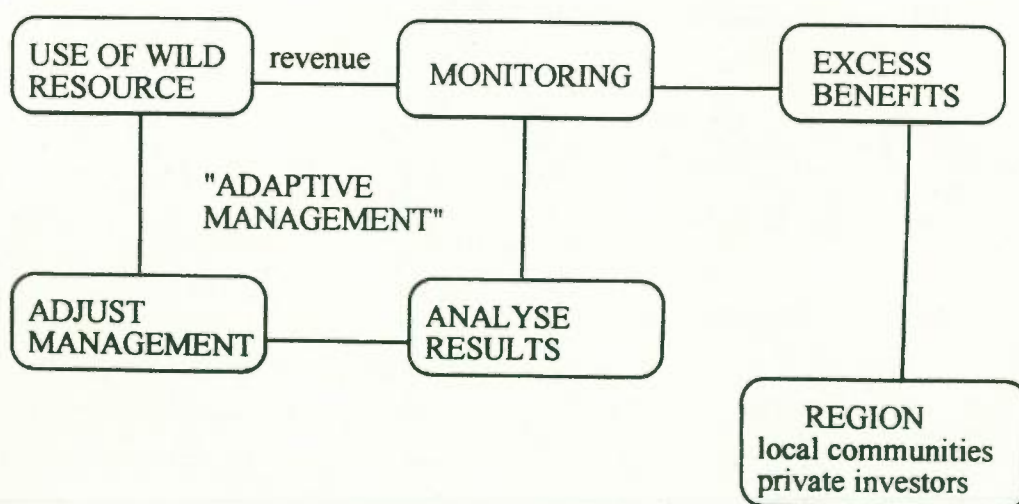 USE OF WILD
RESOURCE
revenue
MONITORING
EXCESS
BENEFITS
"ADAPTIVE
MANAGEMENT"
ADJUST
MANAGEMENT
ANALYSE
RESULTS
REGION
local communities
private investors